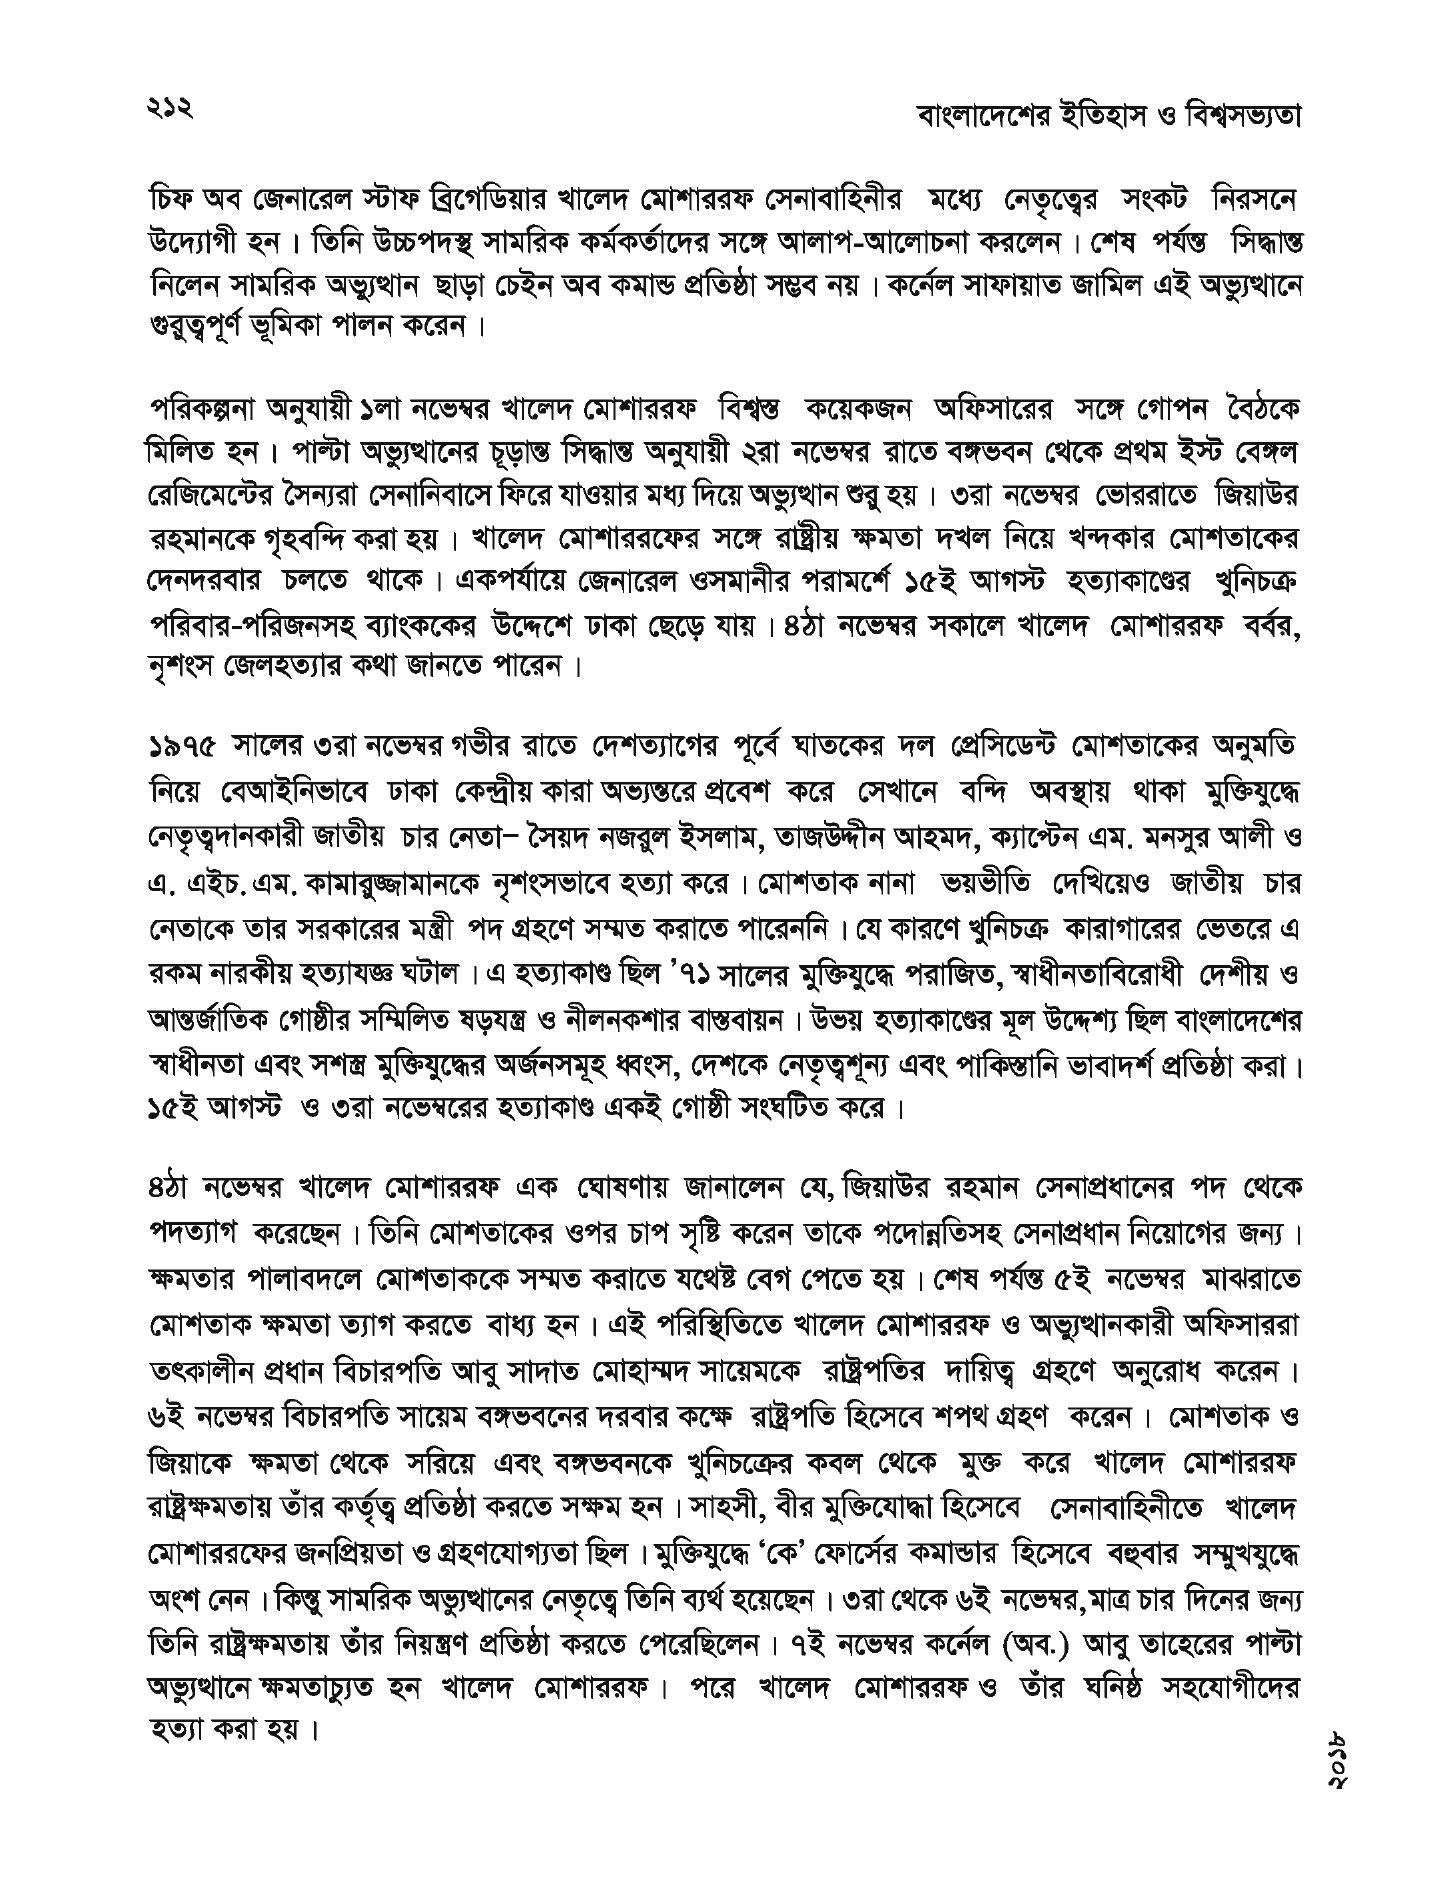 ২১২
বাংলাদেশের ইতিহাস ও বিশ্বসভ্যতা
চিফ অব জেনারেল স্টাফ ব্রিগেডিয়ার খালেদ মোশাররফ সেনাবাহিনীর মধ্যে নেতৃত্বের সংকট নিরসনে
উদ্যোগী হন। তিনি উচ্চপদস্থ সামরিক কর্মকর্তাদের সঙ্গে আলাপ-আলোচনা করলেন। শেষ পর্যন্ত সিদ্ধান্ত
নিলেন সামরিক অভ্যুত্থান ছাড়া চেইন অব কমান্ড প্রতিষ্ঠা সম্ভব নয়। কর্নেল সাফায়াত জামিল এই অভ্যুত্থানে
গুরুত্বপূর্ণ ভূমিকা পালন করেন।
পরিকল্পনা অনুযায়ী ১লা নভেম্বর খালেদ মোশাররফ বিশ্বস্ত কয়েকজন অফিসারের সঙ্গে গোপন বৈঠকে
মিলিত হন। পাল্টা অভ্যুত্থানের চূড়ান্ত সিদ্ধান্ত অনুযায়ী ২রা নভেম্বর রাতে বঙ্গভবন থেকে প্রথম ইস্ট বেঙ্গল
রেজিমেন্টের সৈন্যরা সেনানিবাসে ফিরে যাওয়ার মধ্য দিয়ে অভ্যুত্থান শুরু হয়। ৩রা নভেম্বর ভোররাতে জিয়াউর
রহমানকে গৃহবন্দি করা হয়। খালেদ মোশাররফের সঙ্গে রাষ্ট্রীয় ক্ষমতা দখল নিয়ে খন্দকার মোশতাকের
দেনদরবার চলতে থাকে। একপর্যায়ে জেনারেল ওসমানীর পরামর্শে ১৫ই আগস্ট হত্যাকাণ্ডের খুনিচক্র
পরিবার-পরিজনসহ ব্যাংককের উদ্দেশে ঢাকা ছেড়ে যায়। ৪ঠা নভেম্বর সকালে খালেদ মোশাররফ বর্বর,
নৃশংস জেলহত্যার কথা জানতে পারেন।
১৯৭৫ সালের ৩রা নভেম্বর গভীর রাতে দেশত্যাগের পূর্বে ঘাতকের দল প্রেসিডেন্ট মোশতাকের অনুমতি
নিয়ে বেআইনিভাবে ঢাকা কেন্দ্রীয় কারা অভ্যন্তরে প্রবেশ করে সেখানে বন্দি অবস্থায় থাকা মুক্তিযুদ্ধে
নেতৃত্বদানকারী জাতীয় চার নেতা– সৈয়দ নজরুল ইসলাম, তাজউদ্দীন আহমদ, ক্যাপ্টেন এম. মনসুর আলী ও
এ. এইচ. এম. কামারুজ্জামানকে নৃশংসভাবে হত্যা করে। মোশতাক নানা ভয়ভীতি দেখিয়েও জাতীয় চার
নেতাকে তার সরকারের মন্ত্রী পদ গ্রহণে সম্মত করাতে পারেননি। যে কারণে খুনিচক্র কারাগারের ভেতরে এ
রকম নারকীয় হত্যাযজ্ঞ ঘটাল। এ হত্যাকাণ্ড ছিল ’৭১ সালের মুক্তিযুদ্ধে পরাজিত, স্বাধীনতাবিরোধী দেশীয় ও
আন্তর্জাতিক গোষ্ঠীর সম্মিলিত ষড়যন্ত্র ও নীলনকশার বাস্তবায়ন। উভয় হত্যাকাণ্ডের মূল উদ্দেশ্য ছিল বাংলাদেশের
স্বাধীনতা এবং সশস্ত্র মুক্তিযুদ্ধের অর্জনসমূহ ধ্বংস, দেশকে নেতৃত্বশূন্য এবং পাকিস্তানি ভাবাদর্শ প্রতিষ্ঠা করা।
১৫ই আগস্ট ও ৩রা নভেম্বরের হত্যাকাণ্ড একই গোষ্ঠী সংঘটিত করে।
৪ঠা নভেম্বর খালেদ মোশাররফ এক ঘোষণায় জানালেন যে, জিয়াউর রহমান সেনাপ্রধানের পদ থেকে
পদত্যাগ করেছেন। তিনি মোশতাকের ওপর চাপ সৃষ্টি করেন তাকে পদোন্নতিসহ সেনাপ্রধান নিয়োগের জন্য।
ক্ষমতার পালাবদলে মোশতাককে সম্মত করাতে যথেষ্ট বেগ পেতে হয়। শেষ পর্যন্ত ৫ই নভেম্বর মাঝরাতে
মোশতাক ক্ষমতা ত্যাগ করতে বাধ্য হন। এই পরিস্থিতিতে খালেদ মোশাররফ ও অভ্যুত্থানকারী অফিসাররা
তৎকালীন প্রধান বিচারপতি আবু সাদাত মোহাম্মদ সায়েমকে রাষ্ট্রপতির দায়িত্ব গ্রহণে অনুরোধ করেন।
৬ই নভেম্বর বিচারপতি সায়েম বঙ্গভবনের দরবার কক্ষে রাষ্ট্রপতি হিসেবে শপথ গ্রহণ করেন। মোশতাক ও
জিয়াকে ক্ষমতা থেকে সরিয়ে এবং বঙ্গভবনকে খুনিচক্রের কবল থেকে মুক্ত করে খালেদ মোশাররফ
রাষ্ট্রক্ষমতায় তাঁর কর্তৃত্ব প্রতিষ্ঠা করতে সক্ষম হন। সাহসী, বীর মুক্তিযোদ্ধা হিসেবে সেনাবাহিনীতে খালেদ
মোশাররফের জনপ্রিয়তা ও গ্রহণযোগ্যতা ছিল। মুক্তিযুদ্ধে ‘কে’ ফোর্সের কমান্ডার হিসেবে বহুবার সম্মুখযুদ্ধে
অংশ নেন। কিন্তু সামরিক অভ্যুত্থানের নেতৃত্বে তিনি ব্যর্থ হয়েছেন। ৩রা থেকে ৬ই নভেম্বর,মাত্র চার দিনের জন্য
তিনি রাষ্ট্রক্ষমতায় তাঁর নিয়ন্ত্রণ প্রতিষ্ঠা করতে পেরেছিলেন। ৭ই নভেম্বর কর্নেল (অব.) আবু তাহেরের পাল্টা
অভ্যুত্থানে ক্ষমতাচ্যুত হন খালেদ মোশাররফ। পরে খালেদ মোশাররফ ও তাঁর ঘনিষ্ঠ সহযোগীদের
হত্যা করা হয়।
২০১৮